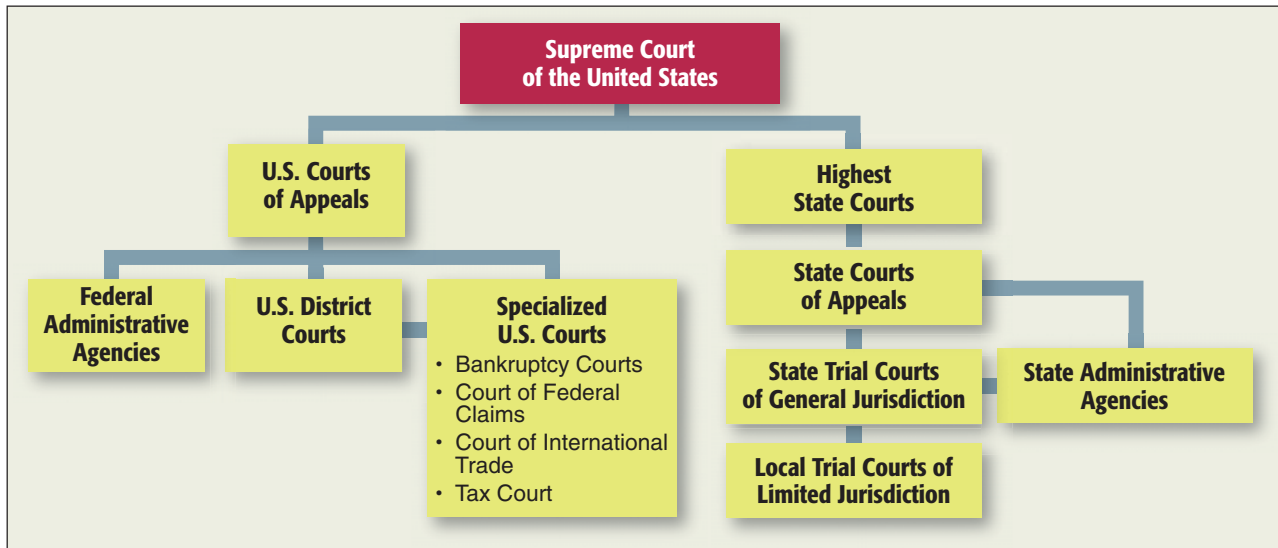 Supreme Court
of the United States
U.S. Courts
of Appeals
Highest
State Courts
Federal
Administrative
Agencies
U.S. District
Courts
Specialized
U.S. Courts
• Bankruptcy Courts
• Court of Federal
Claims
• Court of International
Trade
• Tax Court
State Courts
of Appeals
State Trial Courts
of General Jurisdiction
State Administrative
Agencies
Local Trial Courts of
Limited Jurisdiction